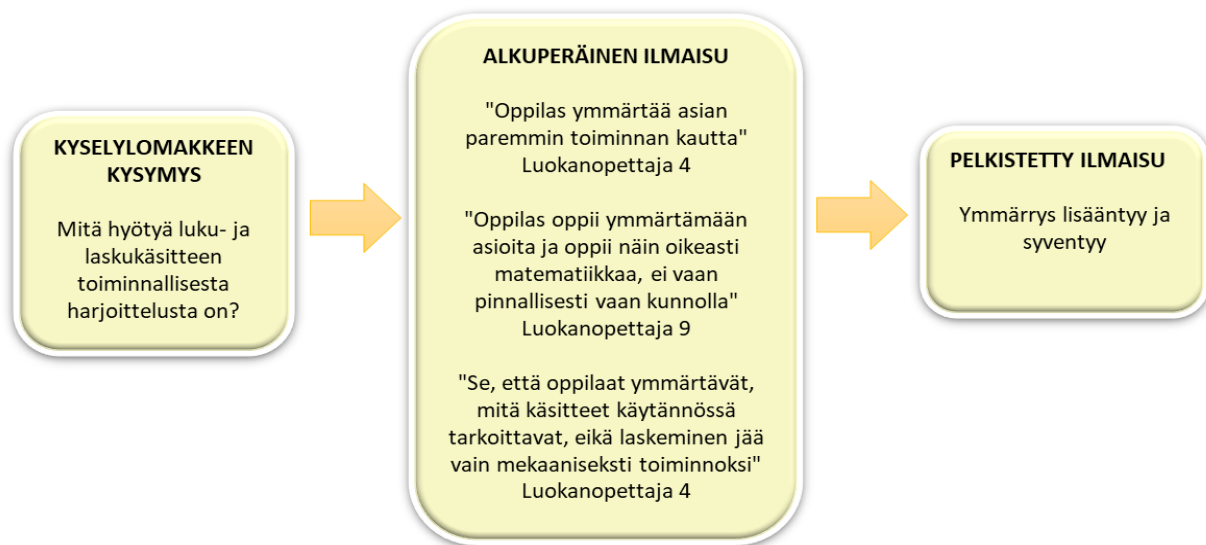 KYSELYLOMAKKEEN
KYSYMYS
Mitä hyötyä luku- ja
laskukäsitteen
toiminnallisesta
harjoittelusta on?
ALKUPERÄINEN ILMAISU
"Oppilas ymmärtää asian
paremmin toiminnan kautta"
Luokanopettaja 4
"Oppilas oppii ymmärtämään
asioita ja oppii näin oikeasti
matematiikkaa, ei vaan
pinnallisesti vaan kunnolla"
Luokanopettaja 9
"Se, että oppilaat ymmärtävät,
mitä käsitteet käytännössä
tarkoittavat, eikä laskeminen jää
vain mekaaniseksti toiminnoksi"
Luokanopettaja 4
PELKISTETTY ILMAISU
Ymmärrys lisääntyy ja
syventyy